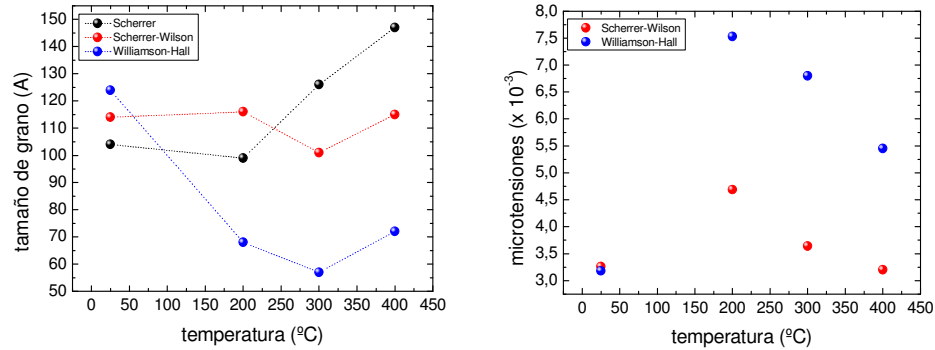 Scherrer
Scherrer-Wilson
Williamson-Hall
150
140
130
120
110
100
90
80
70
60
50
tamaño de grano (A)
0 50 100 150 200 250 300 350 400 450
temperatura (ºC)
Scherrer-Wilson
Williamson-Hall
8,0
7,5
7,0
6,5
6,0
5,5
5,0
4,5
4,0
3,5
3,0
microtensiones (x 10⁻³)
0 50 100 150 200 250 300 350 400 450
temperatura (ºC)